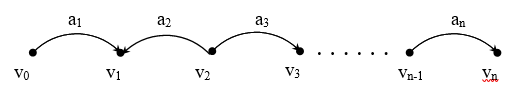 a₁ a₂ a₃ aₙ
v₀ v₁ v₂ v₃ . . . . . . vₙ₋₁ vₙ